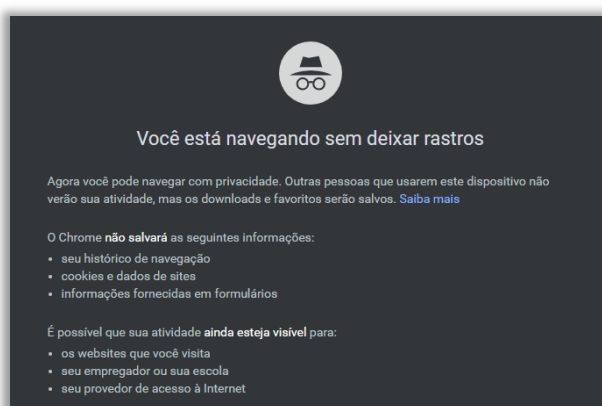 Você está navegando sem deixar rastros
Agora você pode navegar com privacidade. Outras pessoas que usarem este dispositivo não
verão sua atividade, mas os downloads e favoritos serão salvos. Saiba mais
O Chrome não salvará as seguintes informações:
• seu histórico de navegação
• cookies e dados de sites
• informações fornecidas em formulários
É possível que sua atividade ainda esteja visível para:
• os websites que você visita
• seu empregador ou sua escola
• seu provedor de acesso à Internet